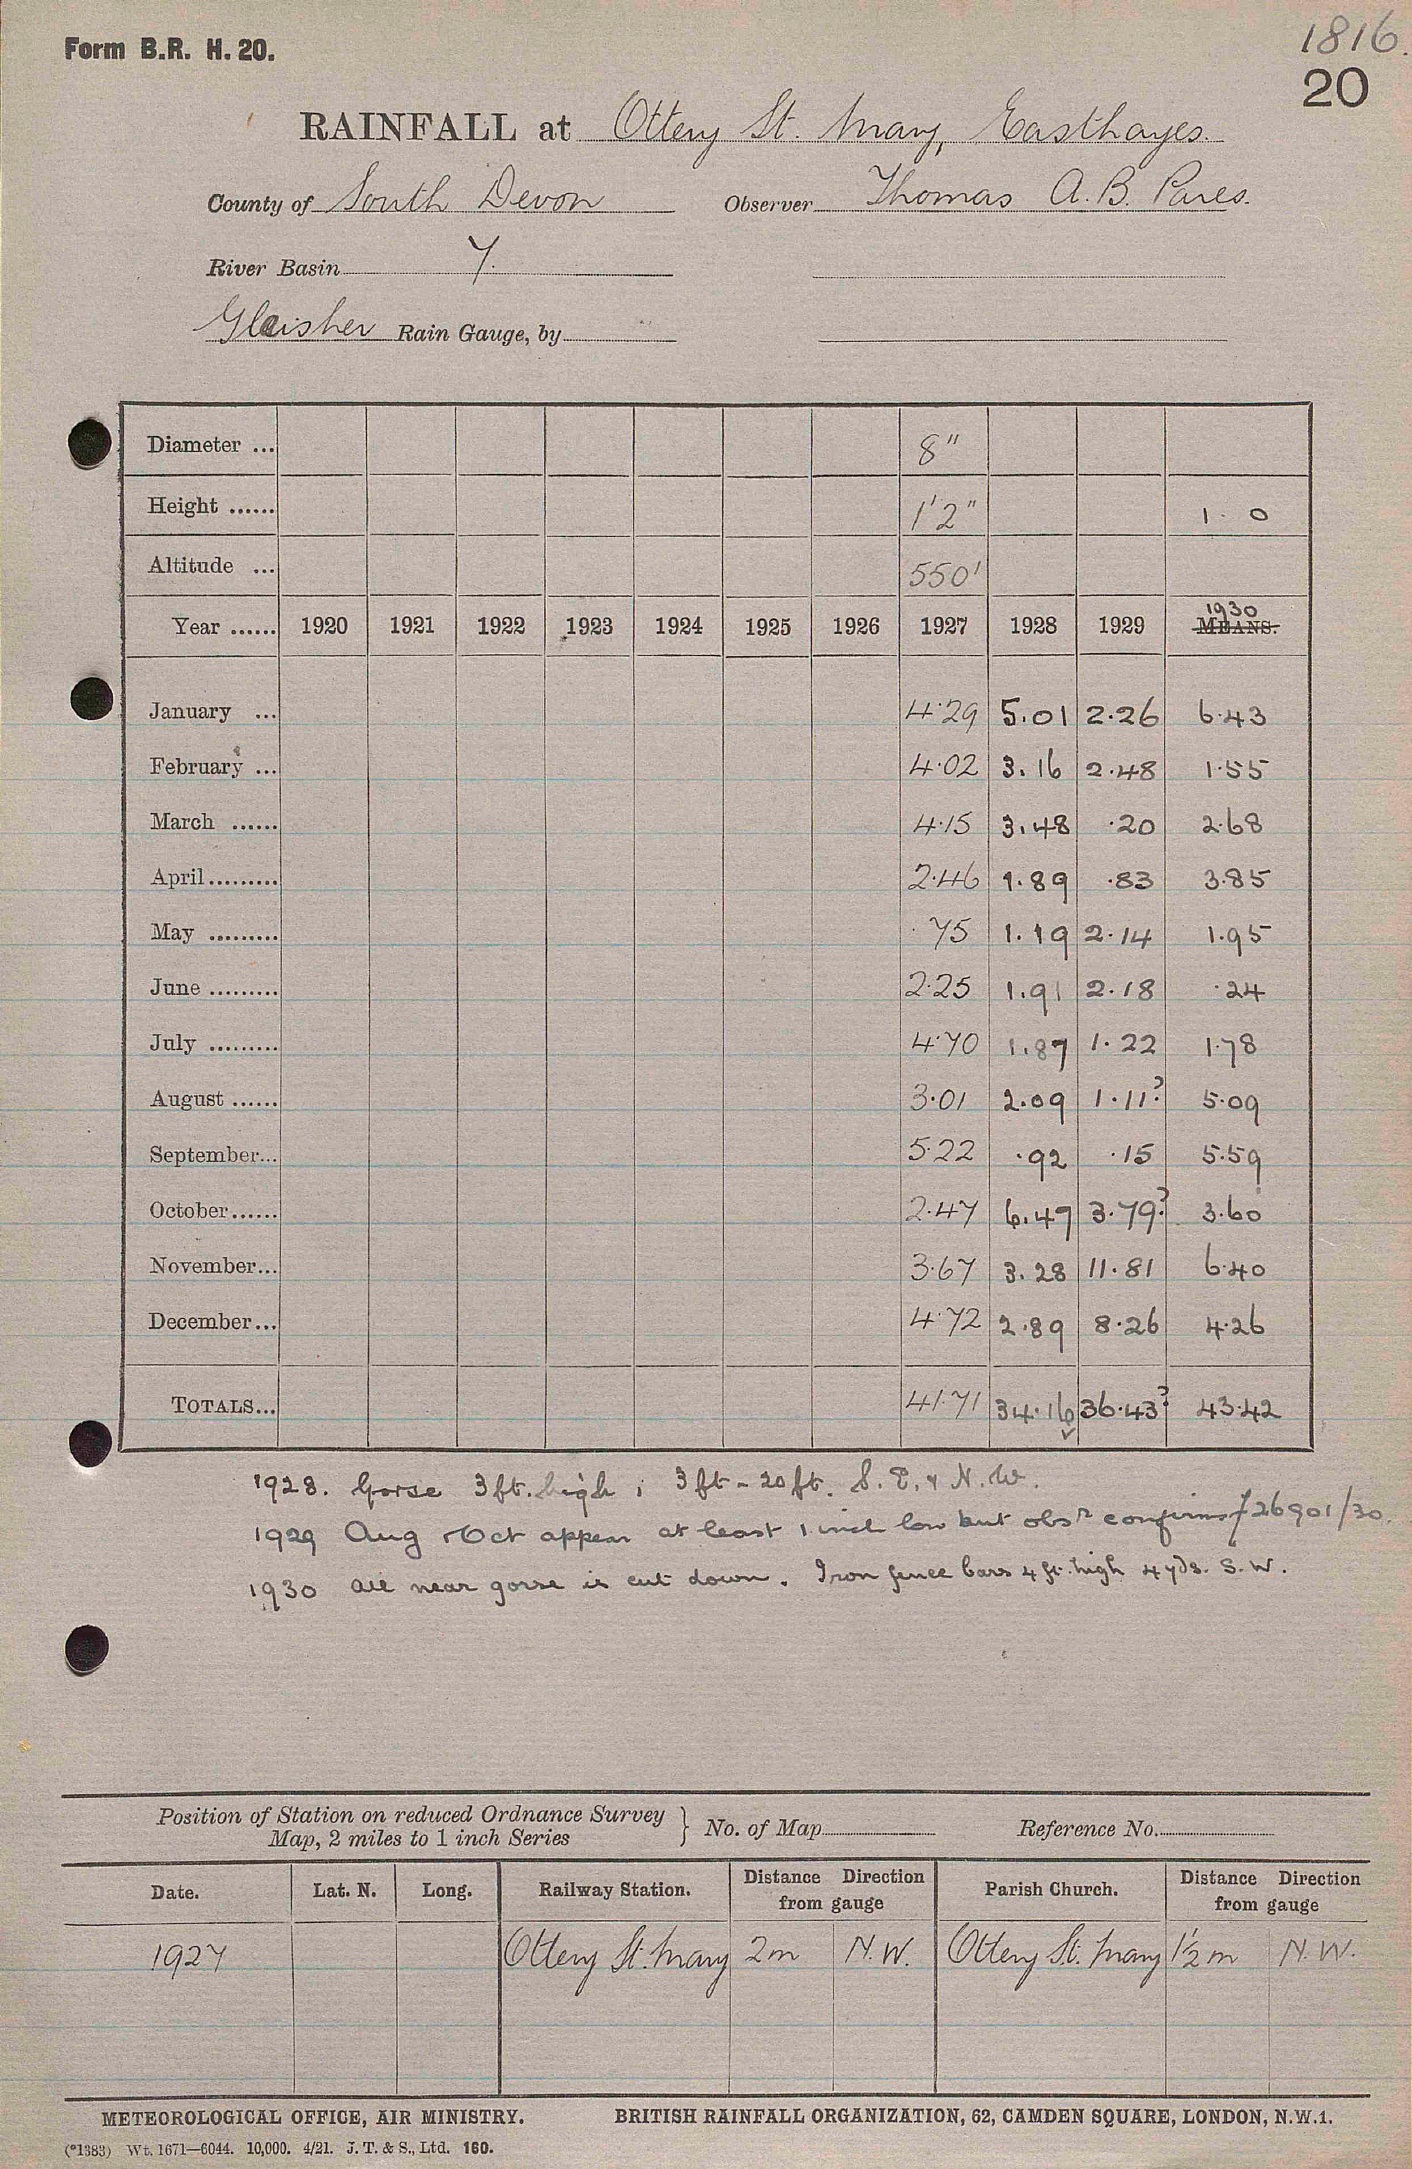 1816.
Form B.R. H. 20.
20
RAINFALL at Ottery St. Mary, Easthayes.
County of South Devon Observer Thomas A. B. Pares.
River Basin 7.
Glaisher Rain Gauge, by
Diameter ... 8"
Height ...... 1'2" 1 · 0
Altitude ... 550'
1930
Year ...... 1920 1921 1922 1923 1924 1925 1926 1927 1928 1929 MEANS.
January ... 4·29 5.01 2·26 6·43
February ... 4·02 3.16 2·48 1·55
March ...... 4·15 3.48 ·20 2·68
April ......... 2·46 1.89 ·83 3·85
May ......... ·75 1.19 2·14 1·95
June ......... 2·25 1.91 2·18 ·24
July ......... 4·70 1.87 1·22 1·78
August ...... 3·01 2.09 1·11? 5·09
September... 5·22 ·92 ·15 5·59
October ...... 2·47 6.47 3·79? 3·60
November... 3·67 3.28 11·81 6·40
December... 4·72 2.89 8·26 4·26
TOTALS... 41·71 34·16 36·43? 43·42
1928. Gorse 3 ft. high ; 3 ft - 20 ft. S. E. & N. W.
1929 Aug & Oct appear at least 1 inch low but obsr confirms f 26901/30.
1930 All near gorse is cut down. Iron fence bars 4 ft. high 4 yds. S.W.
Position of Station on reduced Ordnance Survey
Map, 2 miles to 1 inch Series } No. of Map Reference No.
Date. Lat. N. Long. Railway Station. Distance Direction from gauge Parish Church. Distance Direction from gauge
1927 Ottery St. Mary 2m N.W. Ottery St. Mary 1½ m N.W.
METEOROLOGICAL OFFICE, AIR MINISTRY. BRITISH RAINFALL ORGANIZATION, 62, CAMDEN SQUARE, LONDON, N.W.1.
(*1383) Wt. 1671—6044. 10,000. 4/21. J. T. & S., Ltd. 160.